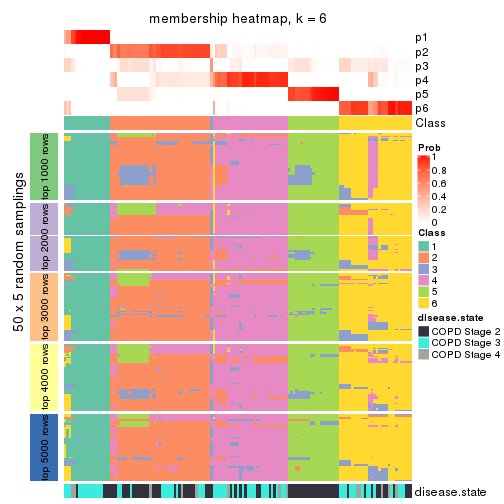 membership heatmap, k = 6
p1
p2
p3
p4
p5
p6
Class
50 x 5 random samplings
top 1000 rows
top 2000 rows
top 3000 rows
top 4000 rows
top 5000 rows
disease.state
Prob
1
0.8
0.6
0.4
0.2
0
Class
1
2
3
4
5
6
disease.state
COPD Stage 2
COPD Stage 3
COPD Stage 4